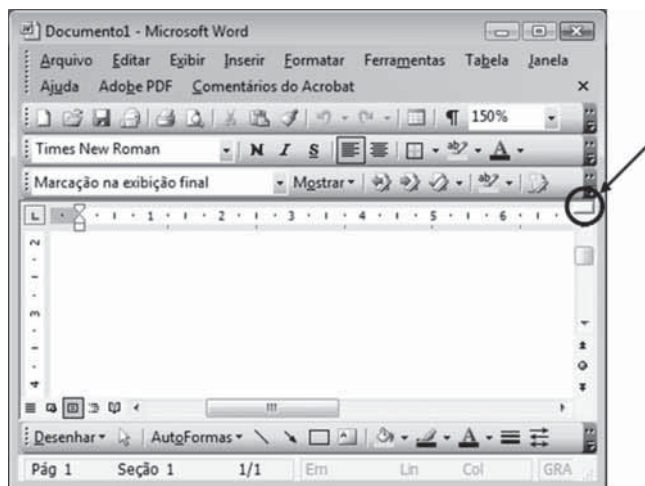 Documento1 - Microsoft Word
Arquivo Editar Exibir Inserir Formatar Ferramentas Tabela Janela
Ajuda Adobe PDF Comentários do Acrobat
¶ 150%
Times New Roman N I S A
Marcação na exibição final Mostrar
L 1 2 3 4 5 6
2
3
4
Desenhar AutoFormas A
Pág 1 Seção 1 1/1 Em Lin Col GRA